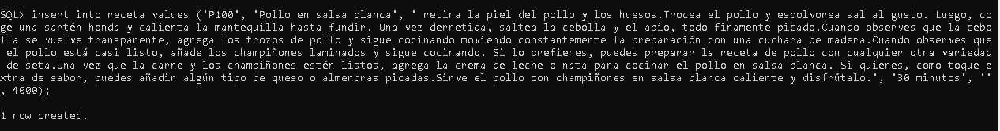 SQL> insert into receta values ('P100', 'Pollo en salsa blanca', ' retira la piel del pollo y los huesos.Trocea el pollo y espolvorea sal al gusto. Luego, co
ge una sartén honda y calienta la mantequilla hasta fundir. Una vez derretida, saltea la cebolla y el apio, todo finamente picado.Cuando observes que la cebo
lla se vuelve transparente, agrega los trozos de pollo y sigue cocinando moviendo constantemente la preparación con una cuchara de madera.Cuando observes que
 el pollo está casi listo, añade los champiñones laminados y sigue cocinando. Si lo prefieres, puedes preparar la receta de pollo con cualquier otra variedad
 de seta.Una vez que la carne y los champiñones estén listos, agrega la crema de leche o nata para cocinar el pollo en salsa blanca. Si quieres, como toque e
xtra de sabor, puedes añadir algún tipo de queso o almendras picadas.Sirve el pollo con champiñones en salsa blanca caliente y disfrútalo.', '30 minutos', ''
, 4000);
1 row created.